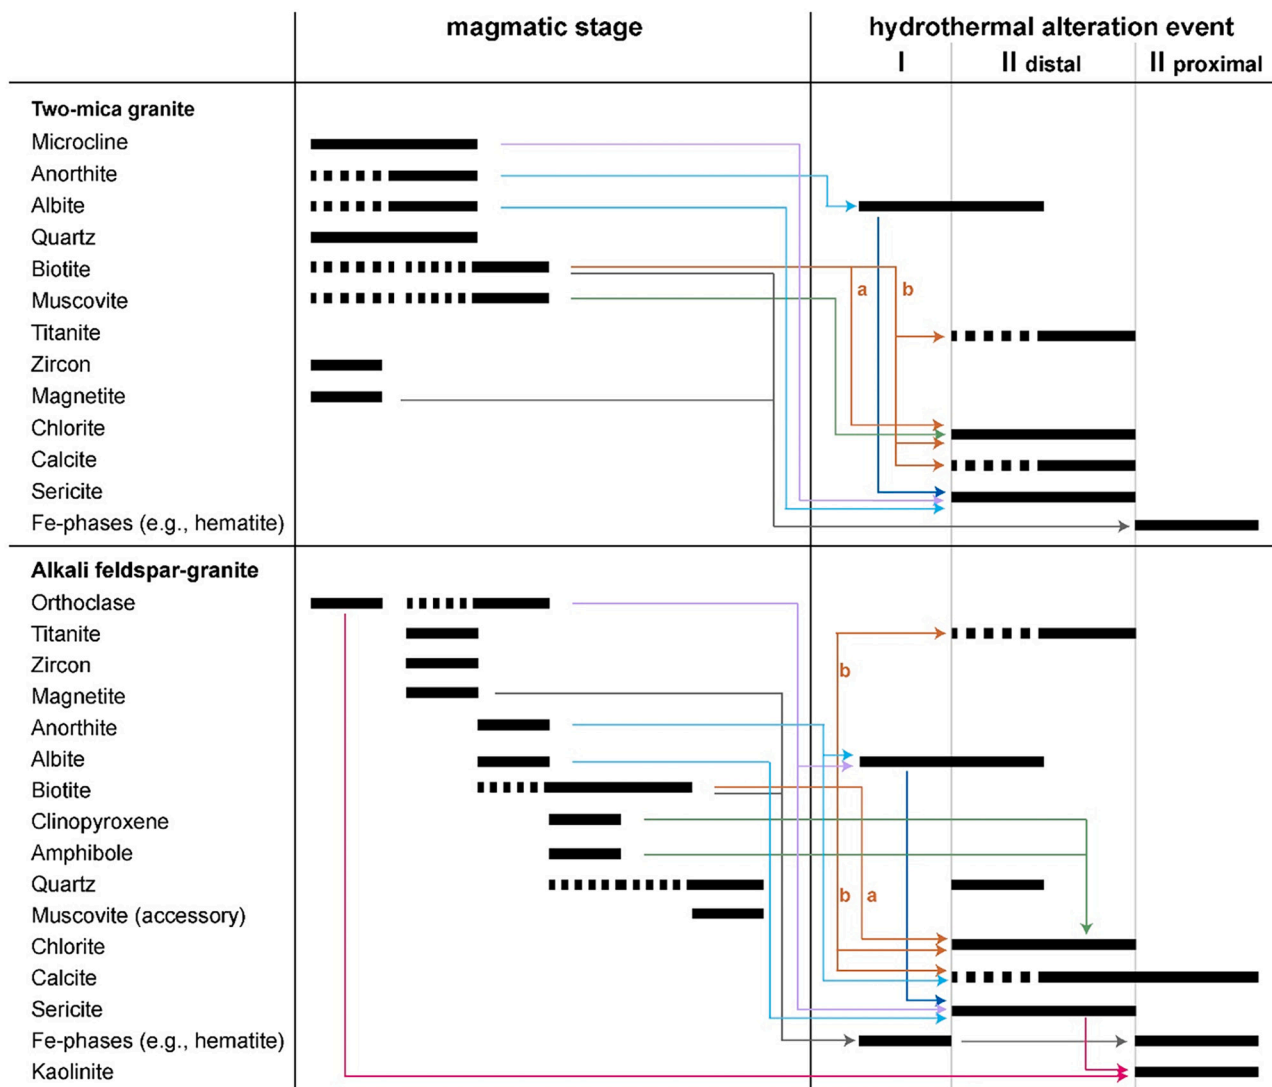 magmatic stage
hydrothermal alteration event
I
II distal
II proximal
Two-mica granite
Microcline
Anorthite
Albite
Quartz
Biotite
a
b
Muscovite
Titanite
Zircon
Magnetite
Chlorite
Calcite
Sericite
Fe-phases (e.g., hematite)
Alkali feldspar-granite
Orthoclase
Titanite
Zircon
b
Magnetite
Anorthite
Albite
Biotite
Clinopyroxene
Amphibole
Quartz
b
a
Muscovite (accessory)
Chlorite
Calcite
Sericite
Fe-phases (e.g., hematite)
Kaolinite